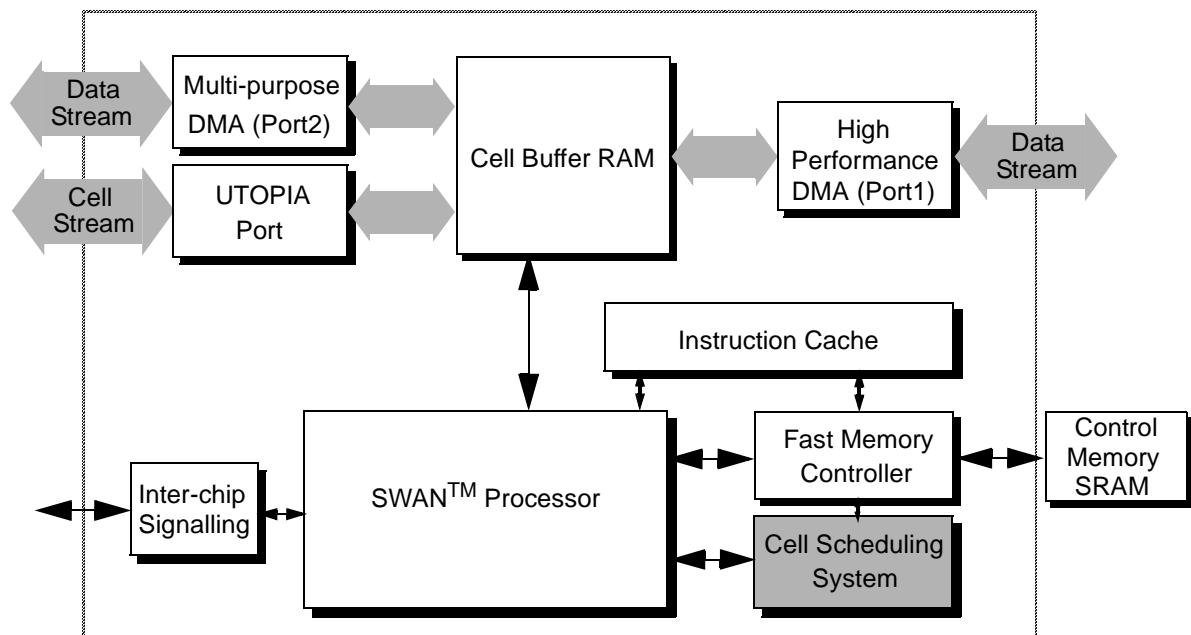 Data
Stream
Multi-purpose
DMA (Port2)
Cell Buffer RAM
High
Performance
DMA (Port1)
Data
Stream
Cell
Stream
UTOPIA
Port
Instruction Cache
Fast Memory
Controller
Control
Memory
SRAM
Inter-chip
Signalling
SWAN™ Processor
Cell Scheduling
System